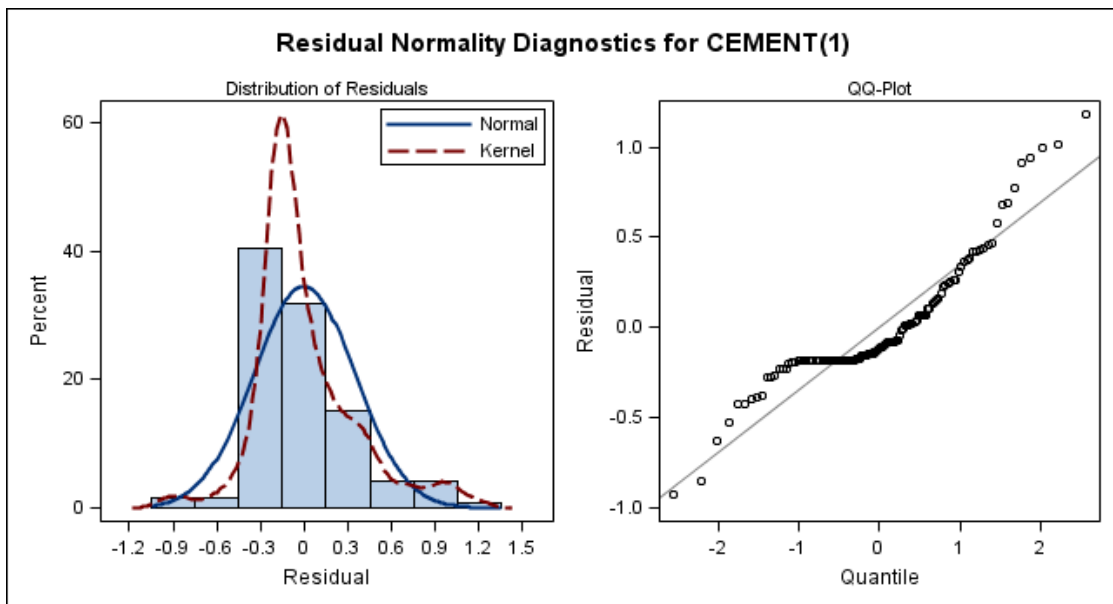 Residual Normality Diagnostics for CEMENT(1)
Distribution of Residuals
Normal
Kernel
Percent
60
40
20
0
-1.2 -0.9 -0.6 -0.3 0 0.3 0.6 0.9 1.2 1.5
Residual
QQ-Plot
Residual
1.0
0.5
0.0
-0.5
-1.0
-2 -1 0 1 2
Quantile